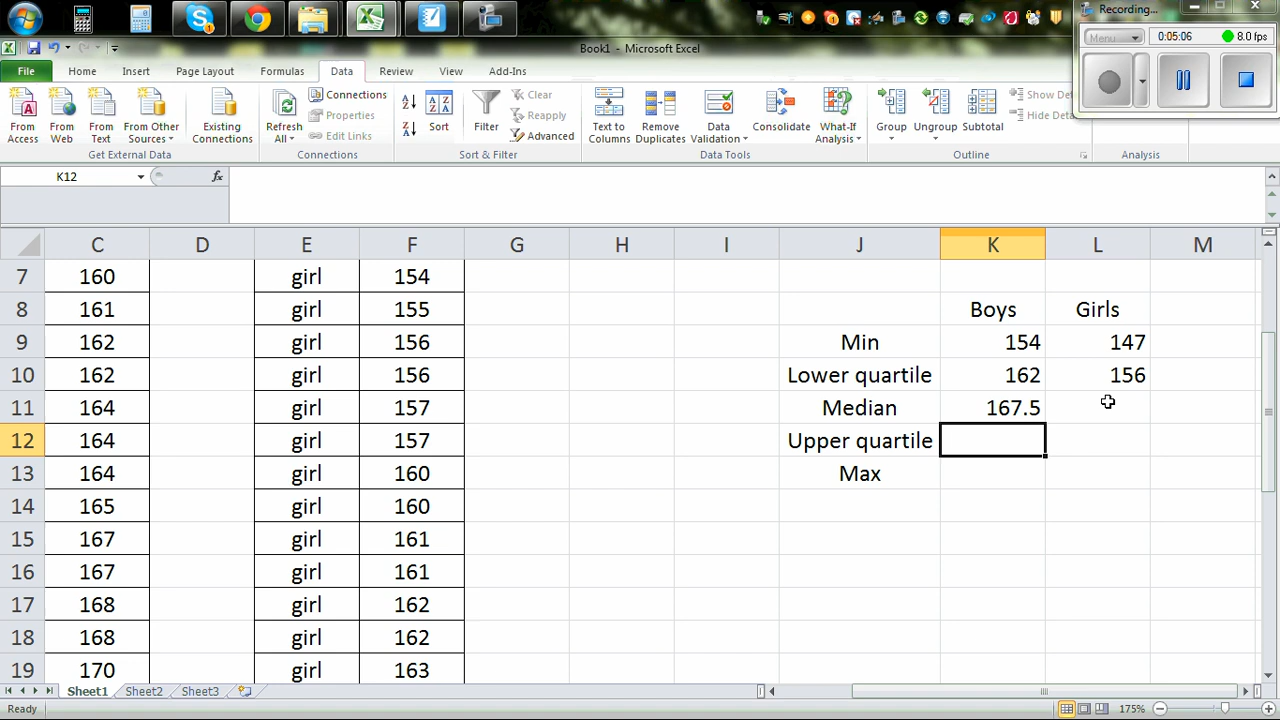 Recording...
Menu
0:05:06
8.0 fps
Book1 - Microsoft Excel
File
Home
Insert
Page Layout
Formulas
Data
Review
View
Add-Ins
From Access
From Web
From Text
From Other Sources
Existing Connections
Get External Data
Refresh All
Connections
Properties
Edit Links
Connections
Sort
Filter
Clear
Reapply
Advanced
Sort & Filter
Text to Columns
Remove Duplicates
Data Validation
Consolidate
What-If Analysis
Data Tools
Group
Ungroup
Subtotal
Show De
Hide Det
Outline
Analysis
K12
fx
C D E F G H I J K L M
7 160 girl 154
8 161 girl 155 Boys Girls
9 162 girl 156 Min 154 147
10 162 girl 156 Lower quartile 162 156
11 164 girl 157 Median 167.5
12 164 girl 157 Upper quartile
13 164 girl 160 Max
14 165 girl 160
15 167 girl 161
16 167 girl 161
17 168 girl 162
18 168 girl 162
19 170 girl 163
Sheet1 Sheet2 Sheet3
Ready
175%